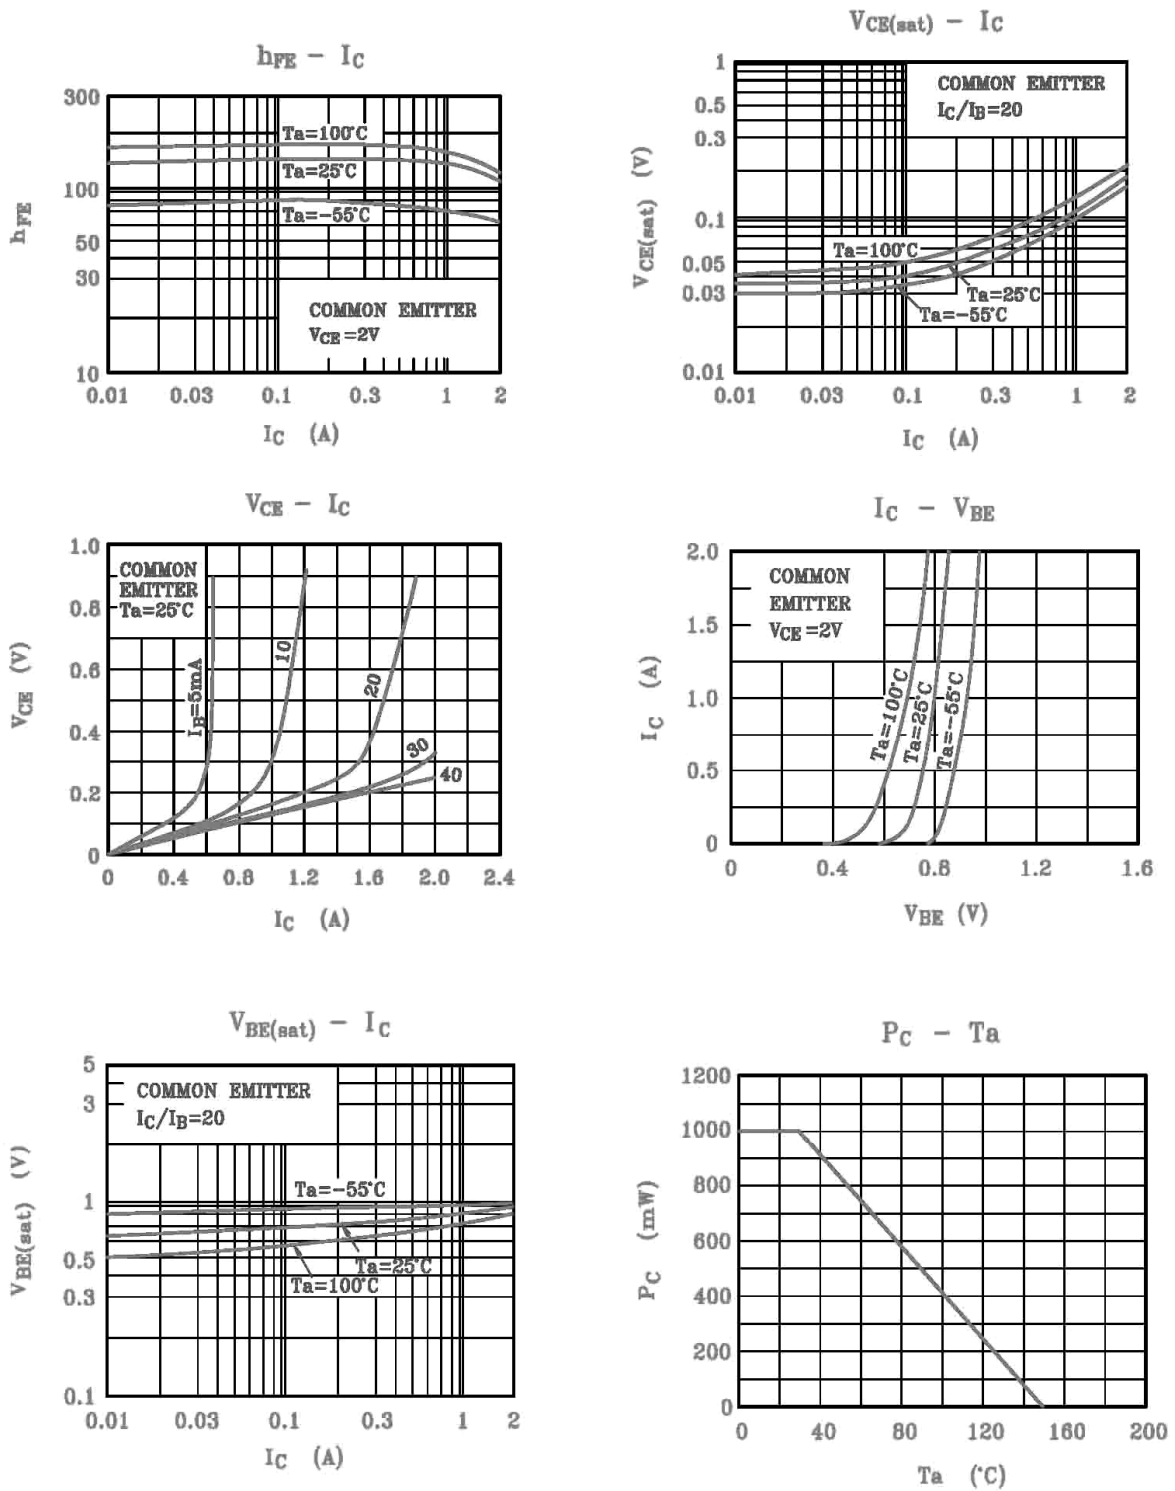 hFE – IC
300
100
50
30
10
hFE
Ta=100°C
Ta=25°C
Ta=-55°C
COMMON EMITTER
VCE=2V
0.01 0.03 0.1 0.3 1 2
IC (A)
VCE(sat) – IC
1
0.5
0.3
0.1
0.05
0.03
0.01
VCE(sat) (V)
COMMON EMITTER
IC/IB=20
Ta=100°C
Ta=25°C
Ta=-55°C
0.01 0.03 0.1 0.3 1 2
IC (A)
VCE – IC
1.0
0.8
0.6
0.4
0.2
0
VCE (V)
COMMON
EMITTER
Ta=25°C
IB=5mA
10
20
30
40
0 0.4 0.8 1.2 1.6 2.0 2.4
IC (A)
IC – VBE
2.0
1.5
1.0
0.5
0
IC (A)
COMMON
EMITTER
VCE=2V
Ta=100°C
Ta=25°C
Ta=-55°C
0 0.4 0.8 1.2 1.6
VBE (V)
VBE(sat) – IC
5
3
1
0.5
0.3
0.1
VBE(sat) (V)
COMMON EMITTER
IC/IB=20
Ta=-55°C
Ta=25°C
Ta=100°C
0.01 0.03 0.1 0.3 1 2
IC (A)
PC – Ta
1200
1000
800
600
400
200
0
PC (mW)
0 40 80 120 160 200
Ta (°C)